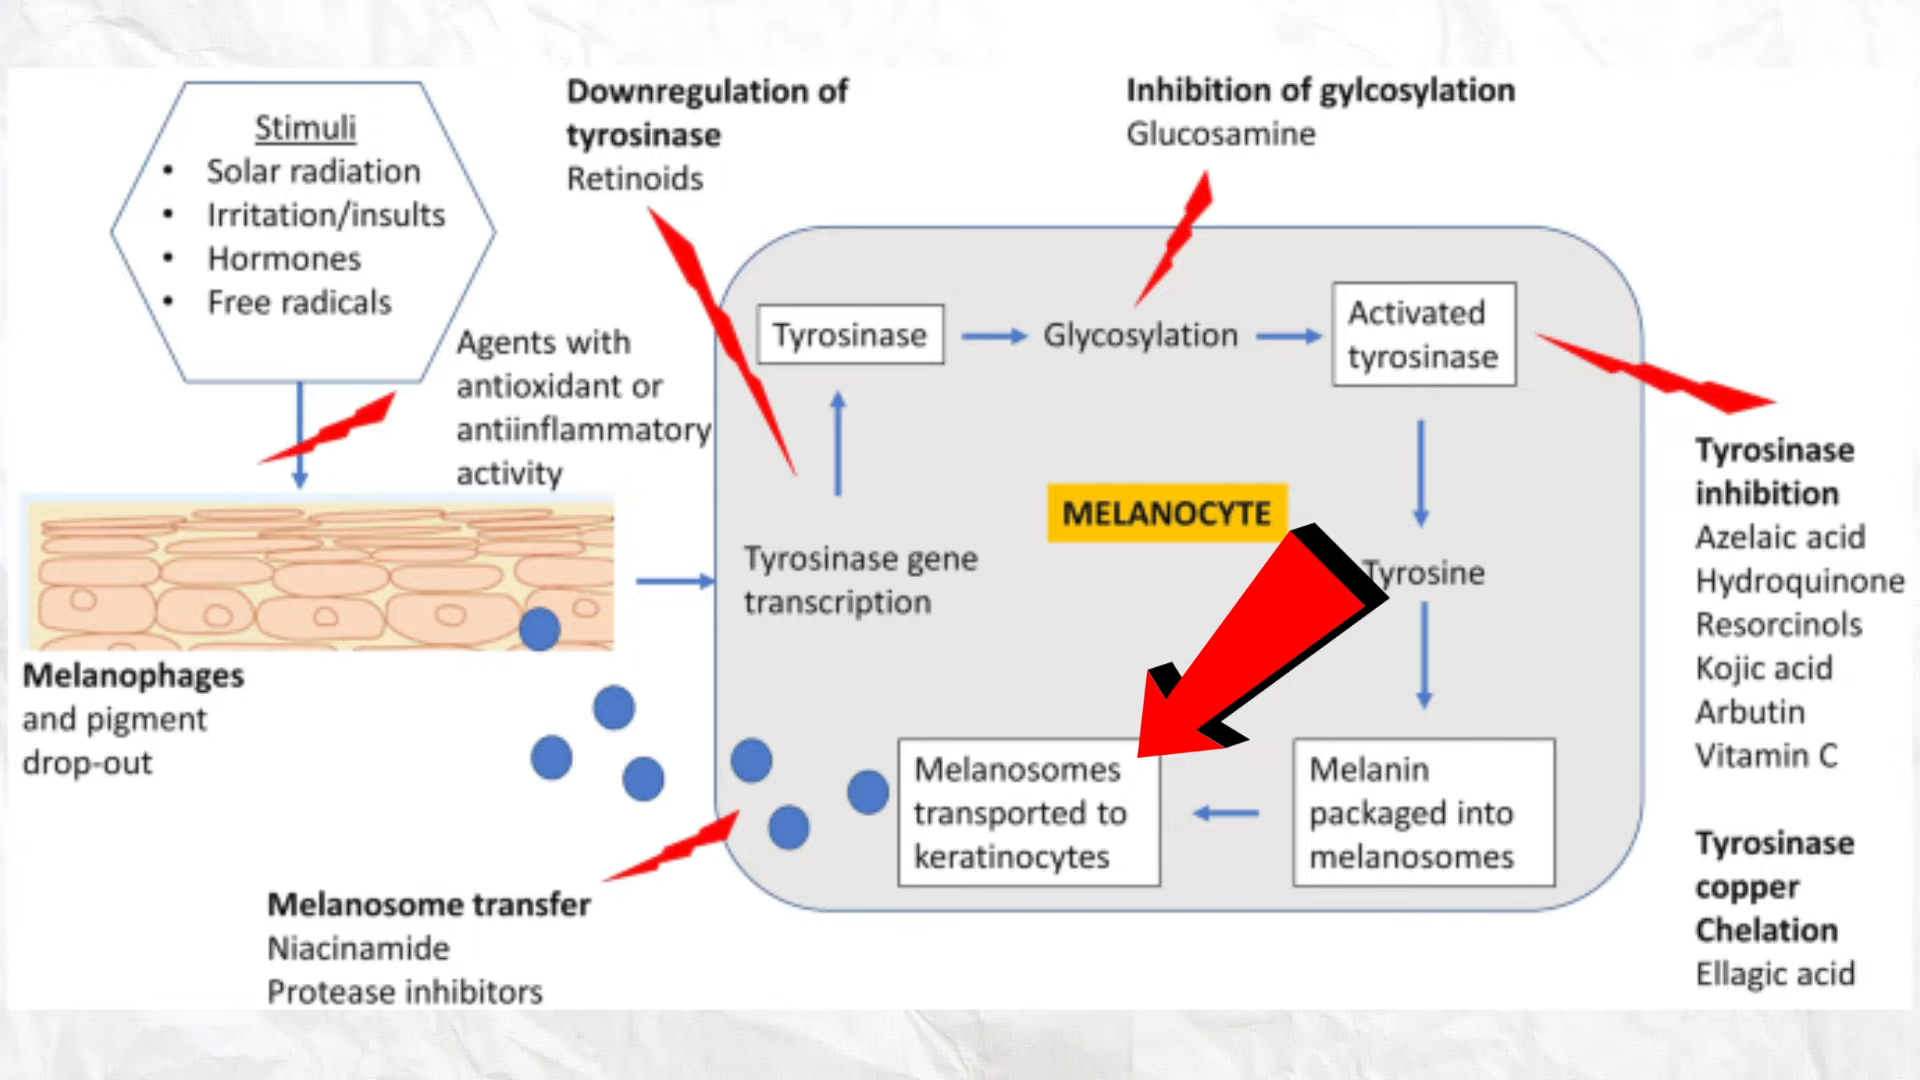 Stimuli
• Solar radiation
• Irritation/insults
• Hormones
• Free radicals
Downregulation of
tyrosinase
Retinoids
Inhibition of gylcosylation
Glucosamine
Agents with
antioxidant or
antiinflammatory
activity
Tyrosinase
Glycosylation
Activated
tyrosinase
MELANOCYTE
Tyrosinase gene
transcription
Tyrosine
Melanosomes
transported to
keratinocytes
Melanin
packaged into
melanosomes
Melanophages
and pigment
drop-out
Melanosome transfer
Niacinamide
Protease inhibitors
Tyrosinase
inhibition
Azelaic acid
Hydroquinone
Resorcinols
Kojic acid
Arbutin
Vitamin C
Tyrosinase
copper
Chelation
Ellagic acid